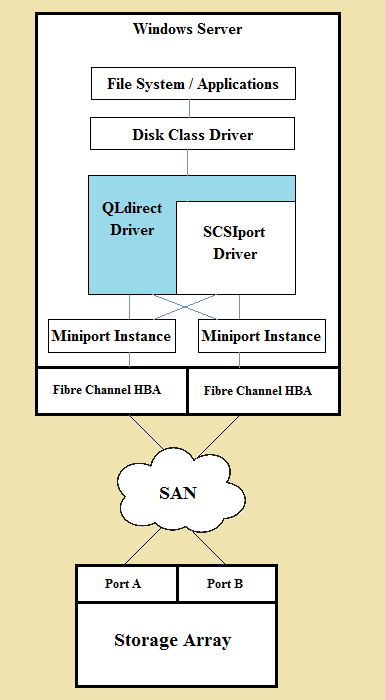 Windows Server
File System / Applications
Disk Class Driver
QLdirect
Driver
SCSIport
Driver
Miniport Instance
Miniport Instance
Fibre Channel HBA
Fibre Channel HBA
SAN
Port A
Port B
Storage Array